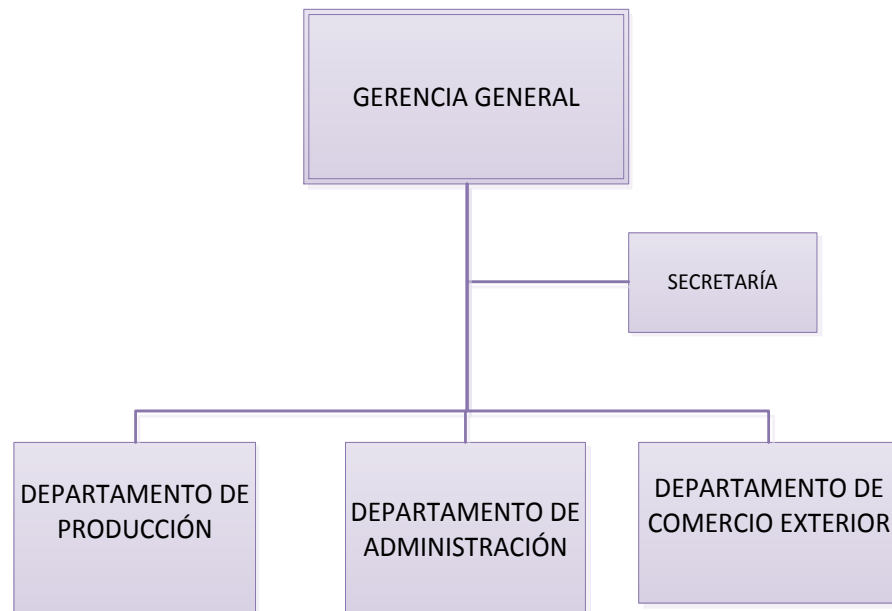 GERENCIA GENERAL
SECRETARÍA
DEPARTAMENTO DE
PRODUCCIÓN
DEPARTAMENTO DE
ADMINISTRACIÓN
DEPARTAMENTO DE
COMERCIO EXTERIOR